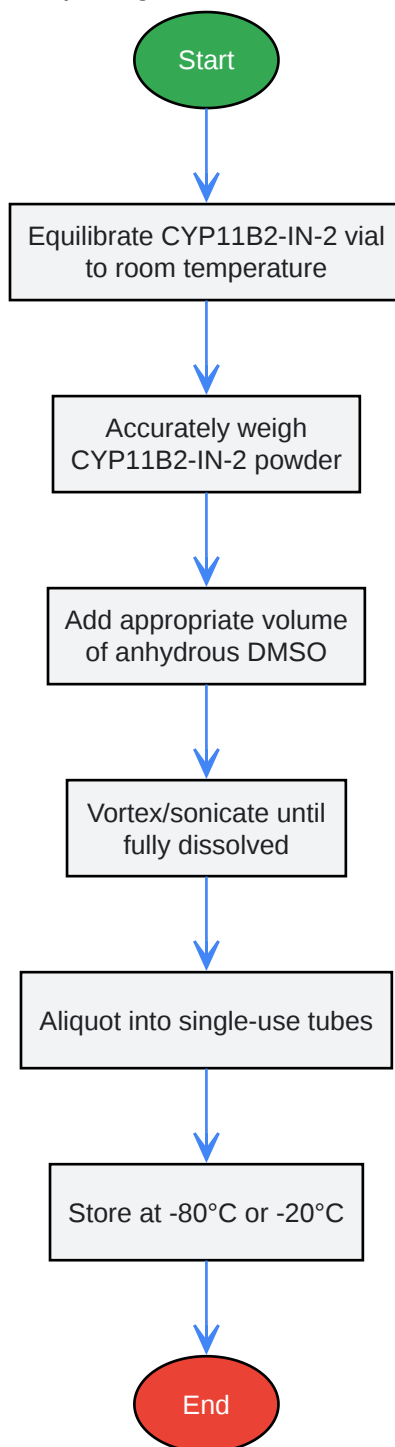 Start
Equilibrate CYP11B2-IN-2 vial
to room temperature
Accurately weigh
CYP11B2-IN-2 powder
Add appropriate volume
of anhydrous DMSO
Vortex/sonicate until
fully dissolved
Aliquot into single-use tubes
Store at -80°C or -20°C
End